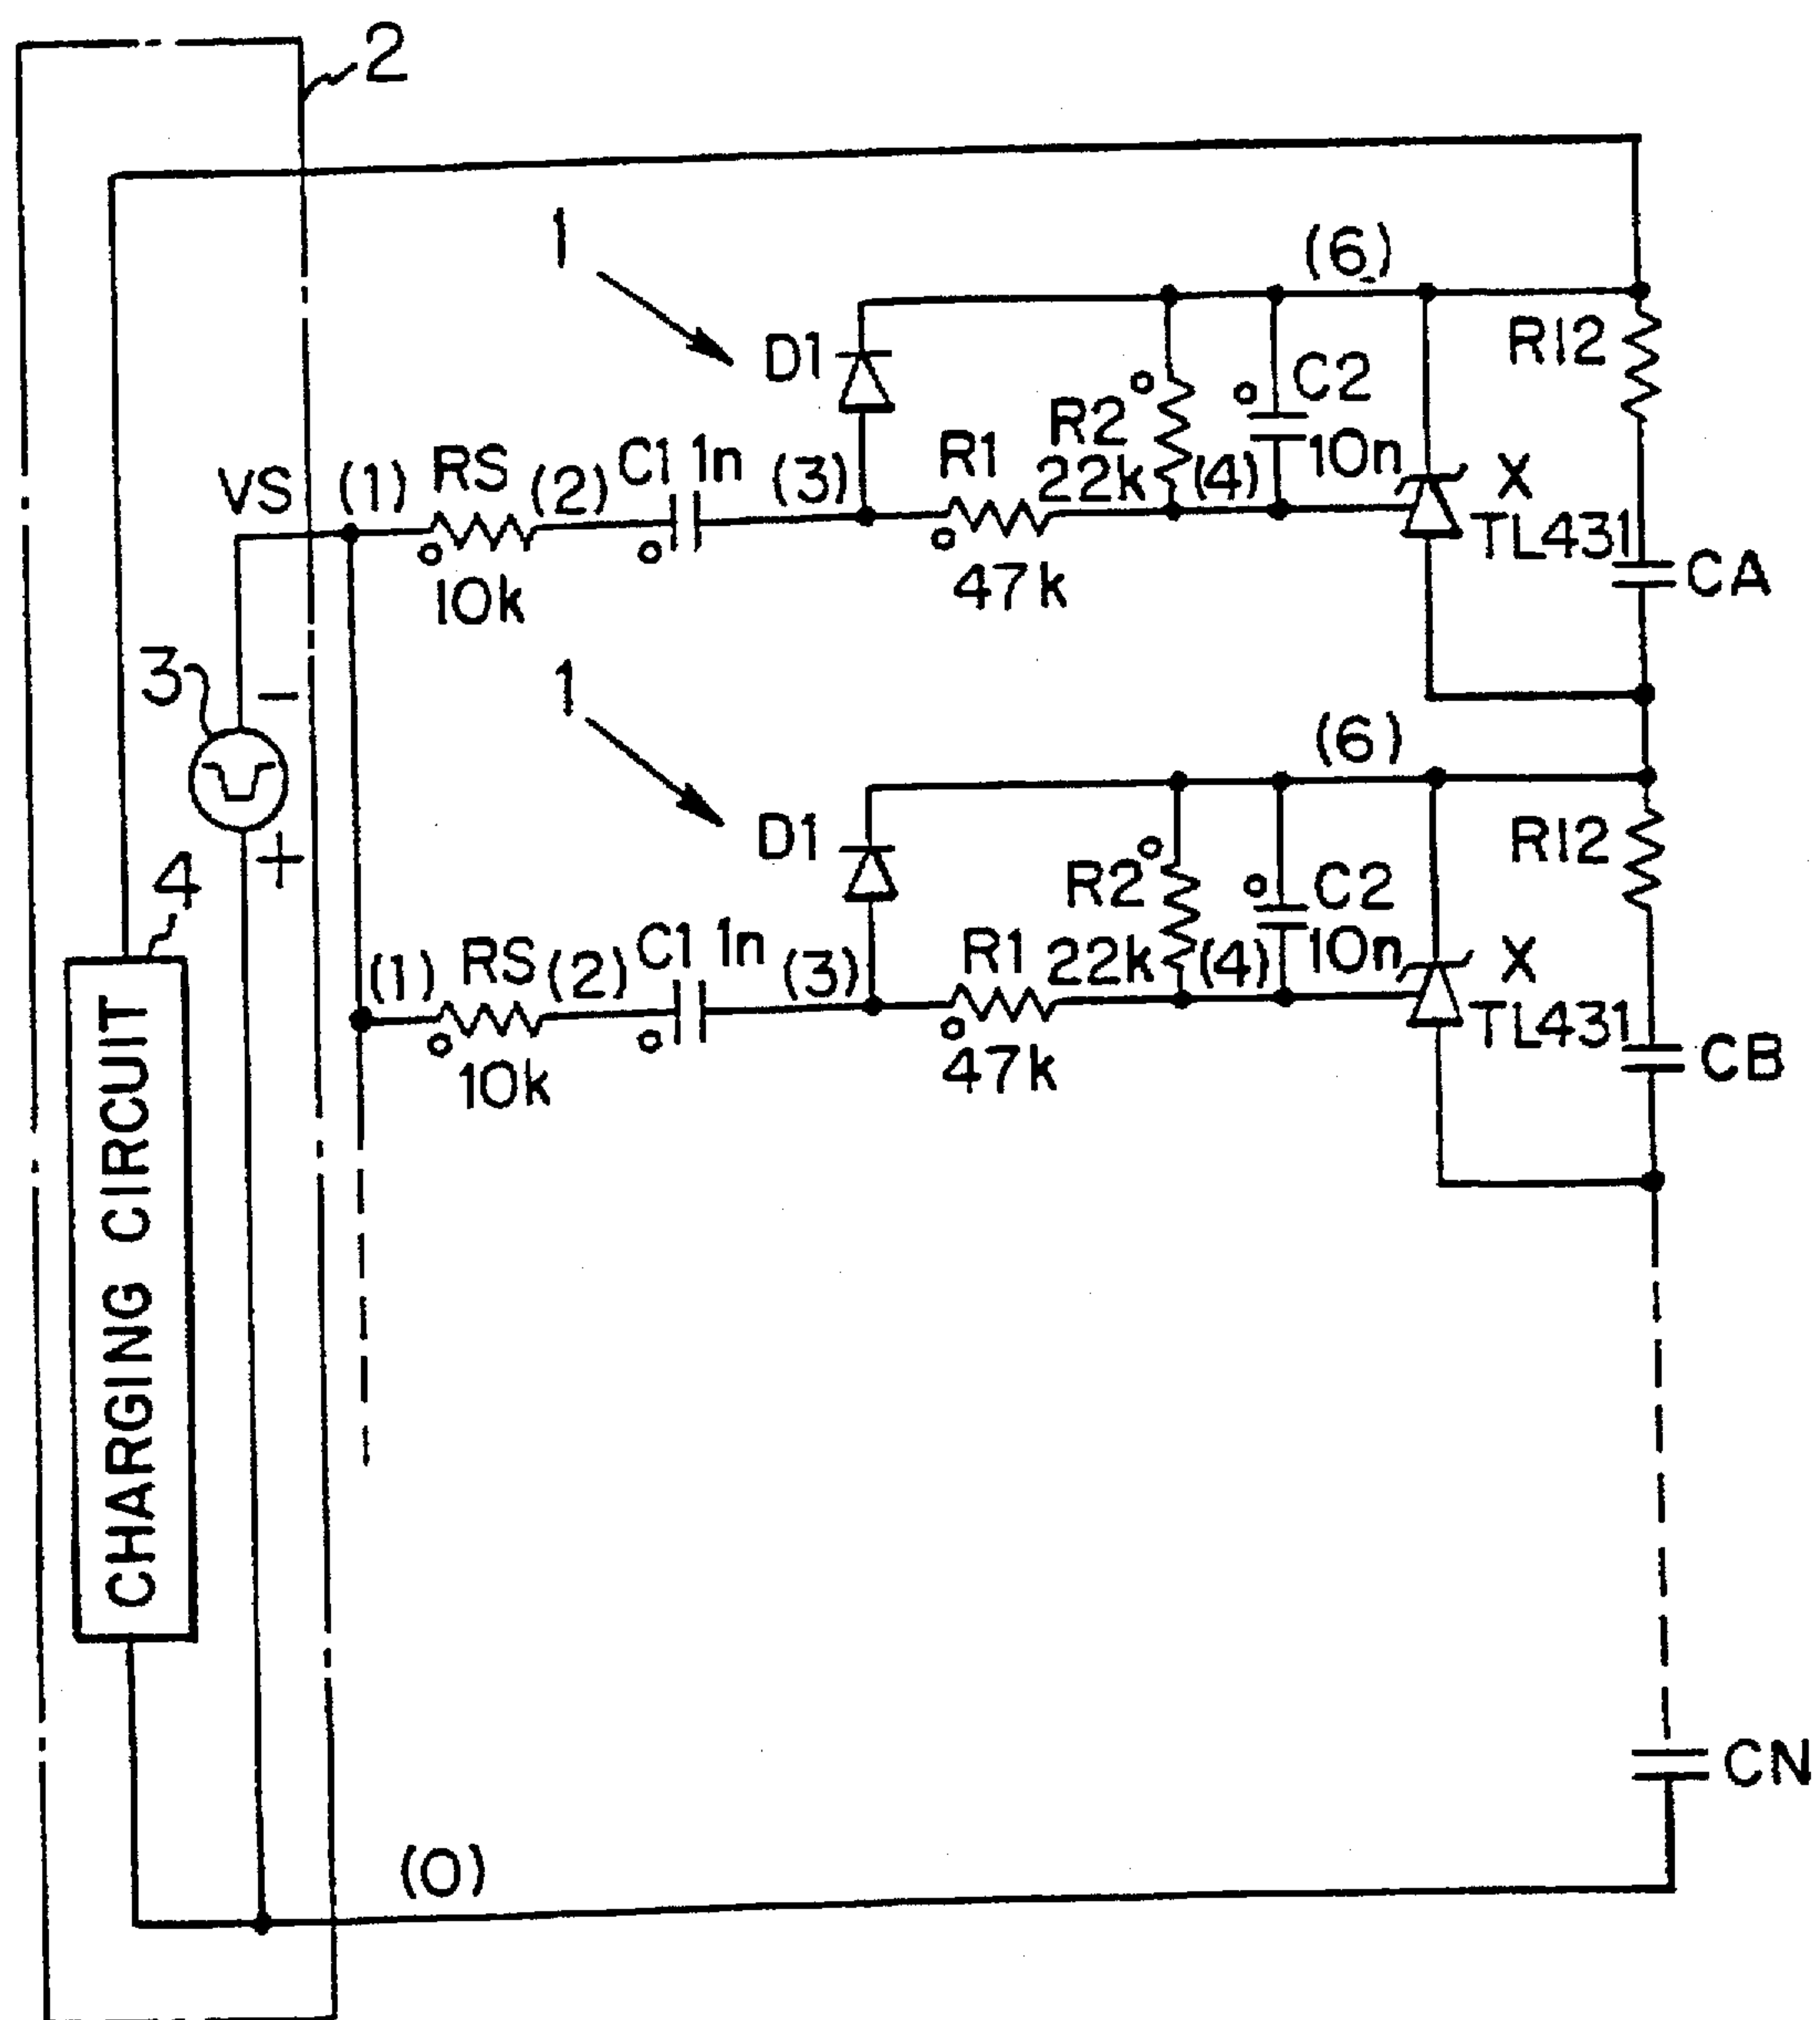 2
1
(6)
D1
R12
C2
R2
VS
(1)
RS
(2)
C1 1n
(3)
R1
22k
(4)
10n
X
TL431
10k
47k
CA
3
-
1
(6)
+
D1
R12
4
R2
C2
(1)
RS
(2)
C1 1n
(3)
R1
22k
(4)
10n
X
TL431
10k
47k
CB
CHARGING CIRCUIT
CN
(0)